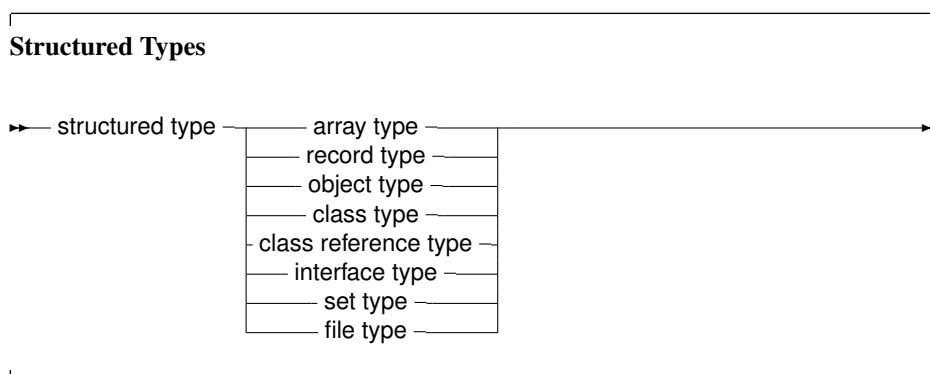 Structured Types
structured type array type
record type
object type
class type
class reference type
interface type
set type
file type